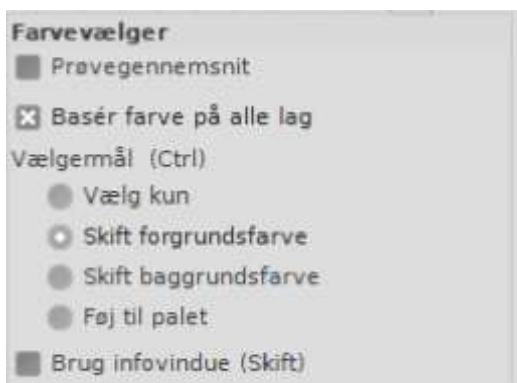 Farvevælger
Prøvegennemsnit
Basér farve på alle lag
Vælgermål (Ctrl)
Vælg kun
Skift forgrundsfarve
Skift baggrundsfarve
Føj til palet
Brug infovindue (Skift)